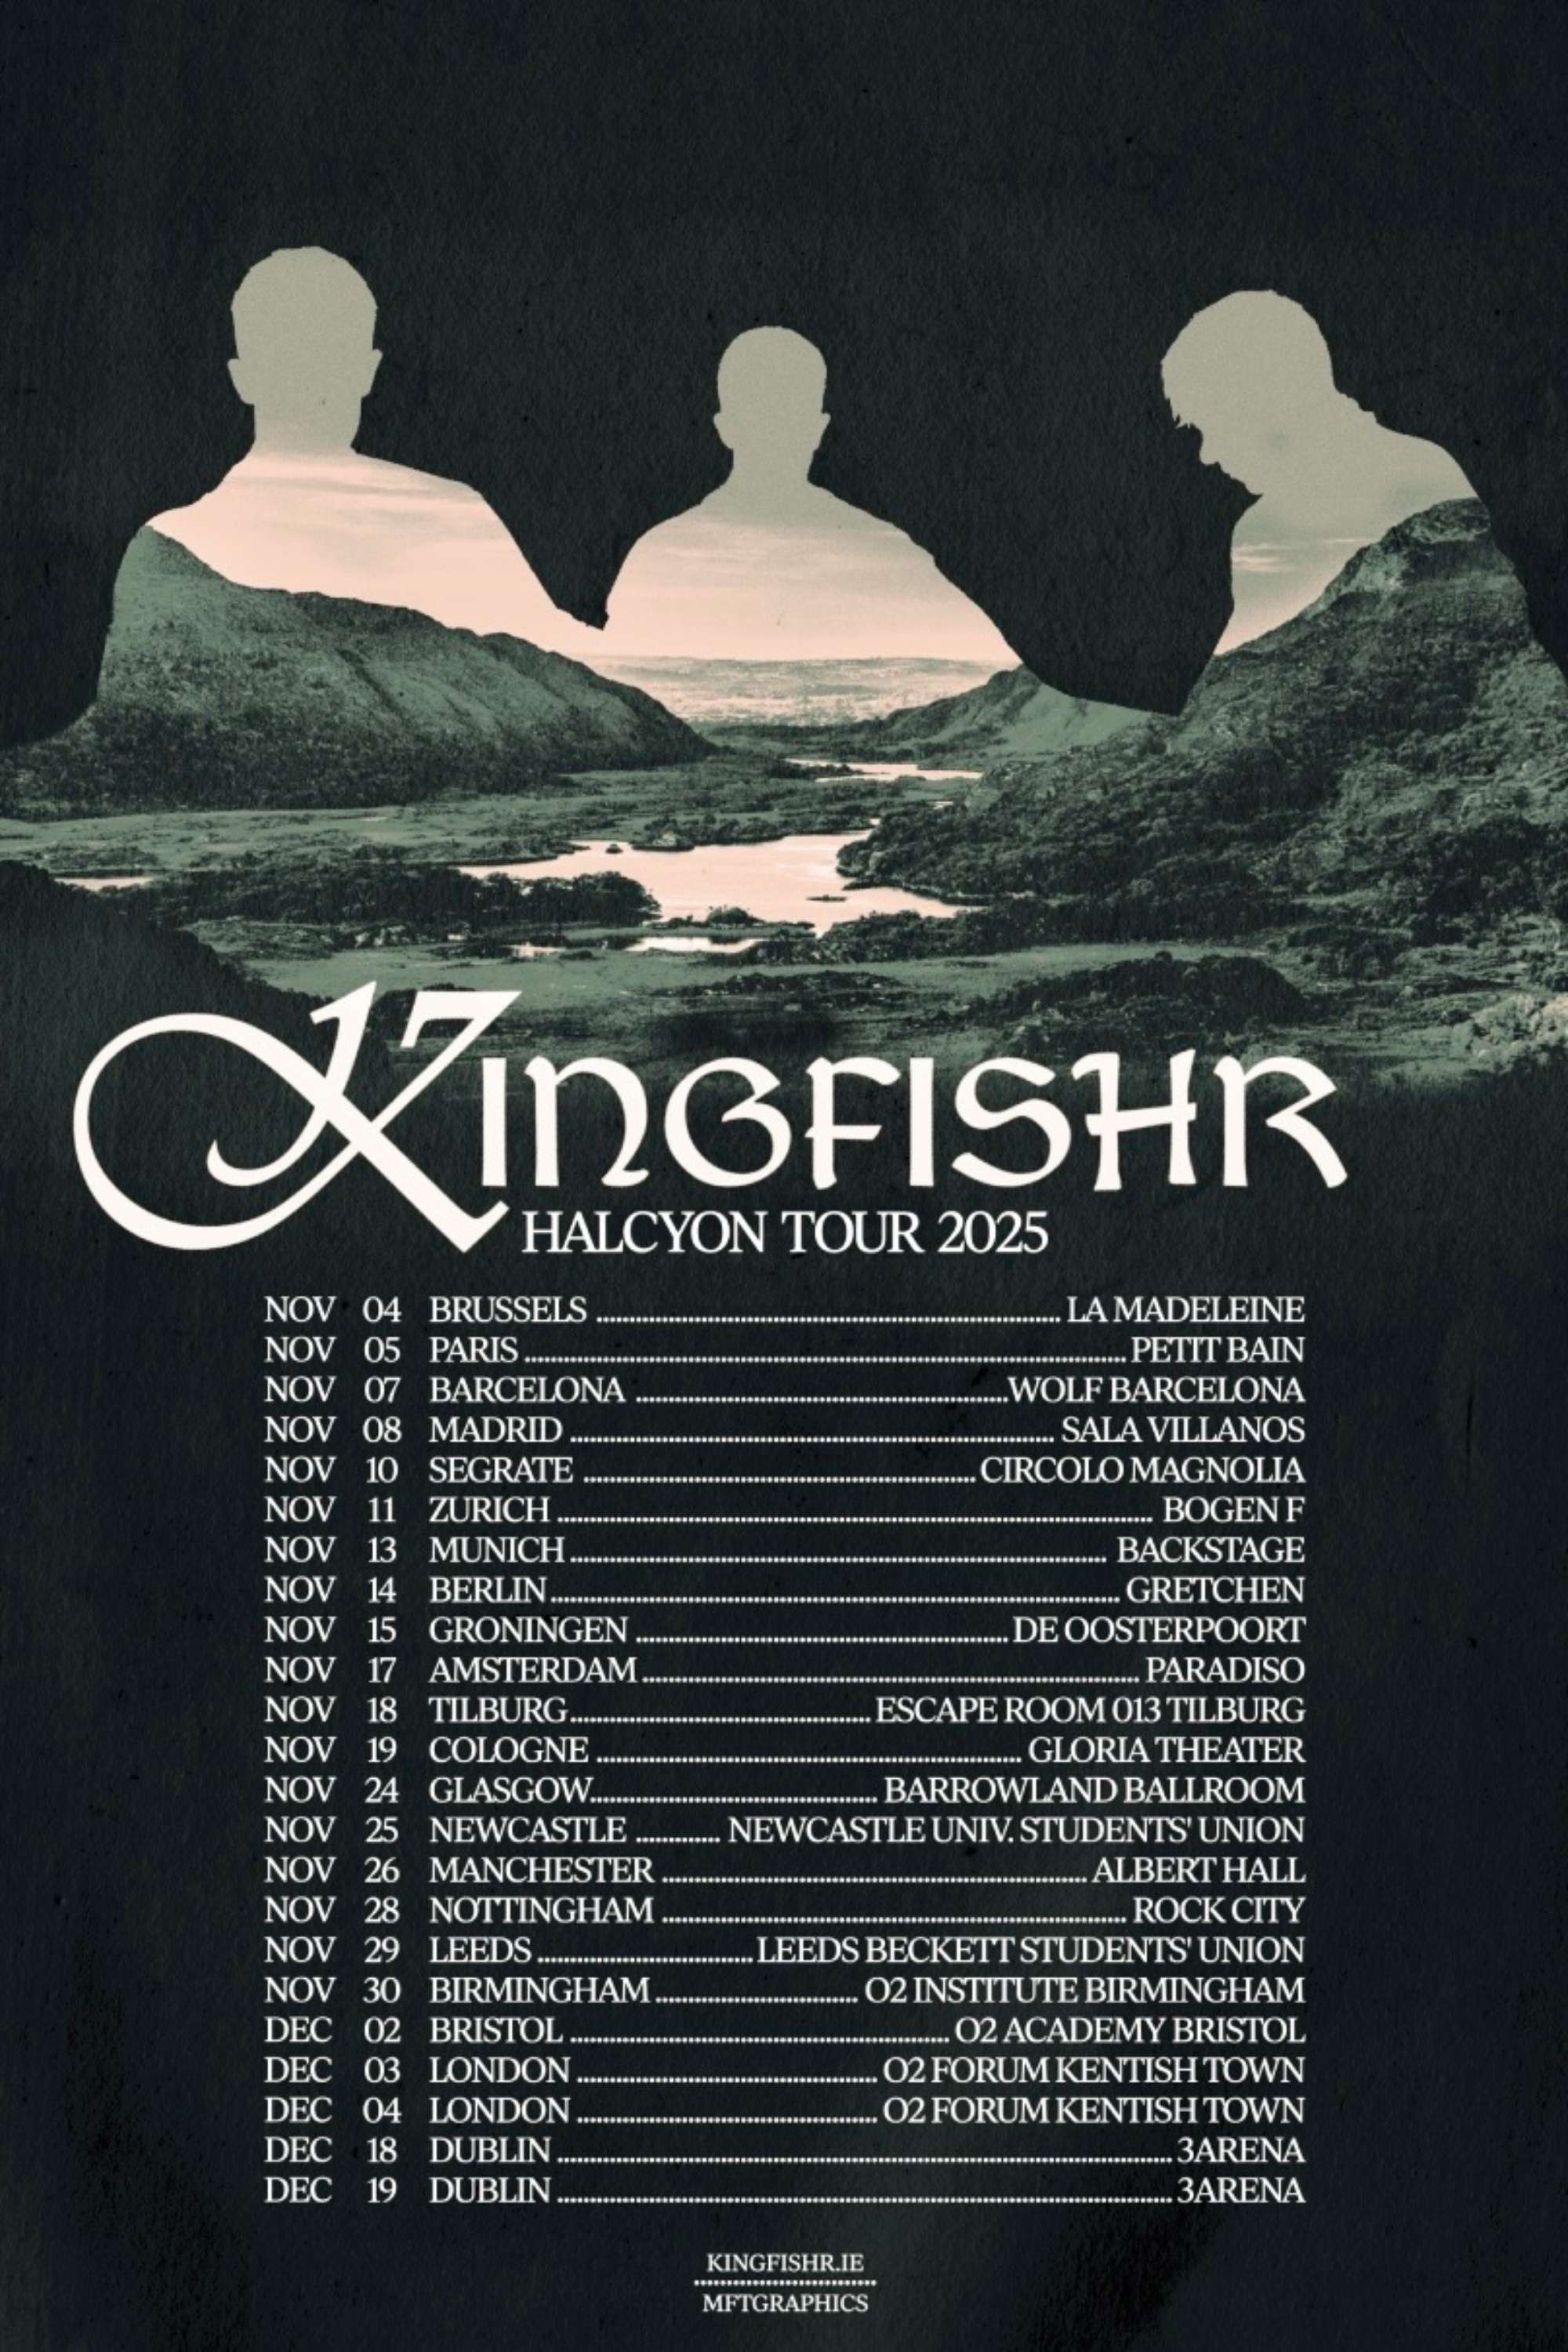 KINGFISHR
HALCYON TOUR 2025
NOV 04 BRUSSELS ........ LA MADELEINE
NOV 05 PARIS ........ PETIT BAIN
NOV 07 BARCELONA ........ WOLF BARCELONA
NOV 08 MADRID ........ SALA VILLANOS
NOV 10 SEGRATE ........ CIRCOLO MAGNOLIA
NOV 11 ZURICH ........ BOGEN F
NOV 13 MUNICH ........ BACKSTAGE
NOV 14 BERLIN ........ GRETCHEN
NOV 15 GRONINGEN ........ DE OOSTERPOORT
NOV 17 AMSTERDAM ........ PARADISO
NOV 18 TILBURG ........ ESCAPE ROOM 013 TILBURG
NOV 19 COLOGNE ........ GLORIA THEATER
NOV 24 GLASGOW ........ BARROWLAND BALLROOM
NOV 25 NEWCASTLE ........ NEWCASTLE UNIV. STUDENTS' UNION
NOV 26 MANCHESTER ........ ALBERT HALL
NOV 28 NOTTINGHAM ........ ROCK CITY
NOV 29 LEEDS ........ LEEDS BECKETT STUDENTS' UNION
NOV 30 BIRMINGHAM ........ O2 INSTITUTE BIRMINGHAM
DEC 02 BRISTOL ........ O2 ACADEMY BRISTOL
DEC 03 LONDON ........ O2 FORUM KENTISH TOWN
DEC 04 LONDON ........ O2 FORUM KENTISH TOWN
DEC 18 DUBLIN ........ 3ARENA
DEC 19 DUBLIN ........ 3ARENA
KINGFISHR.IE
MFTGRAPHICS